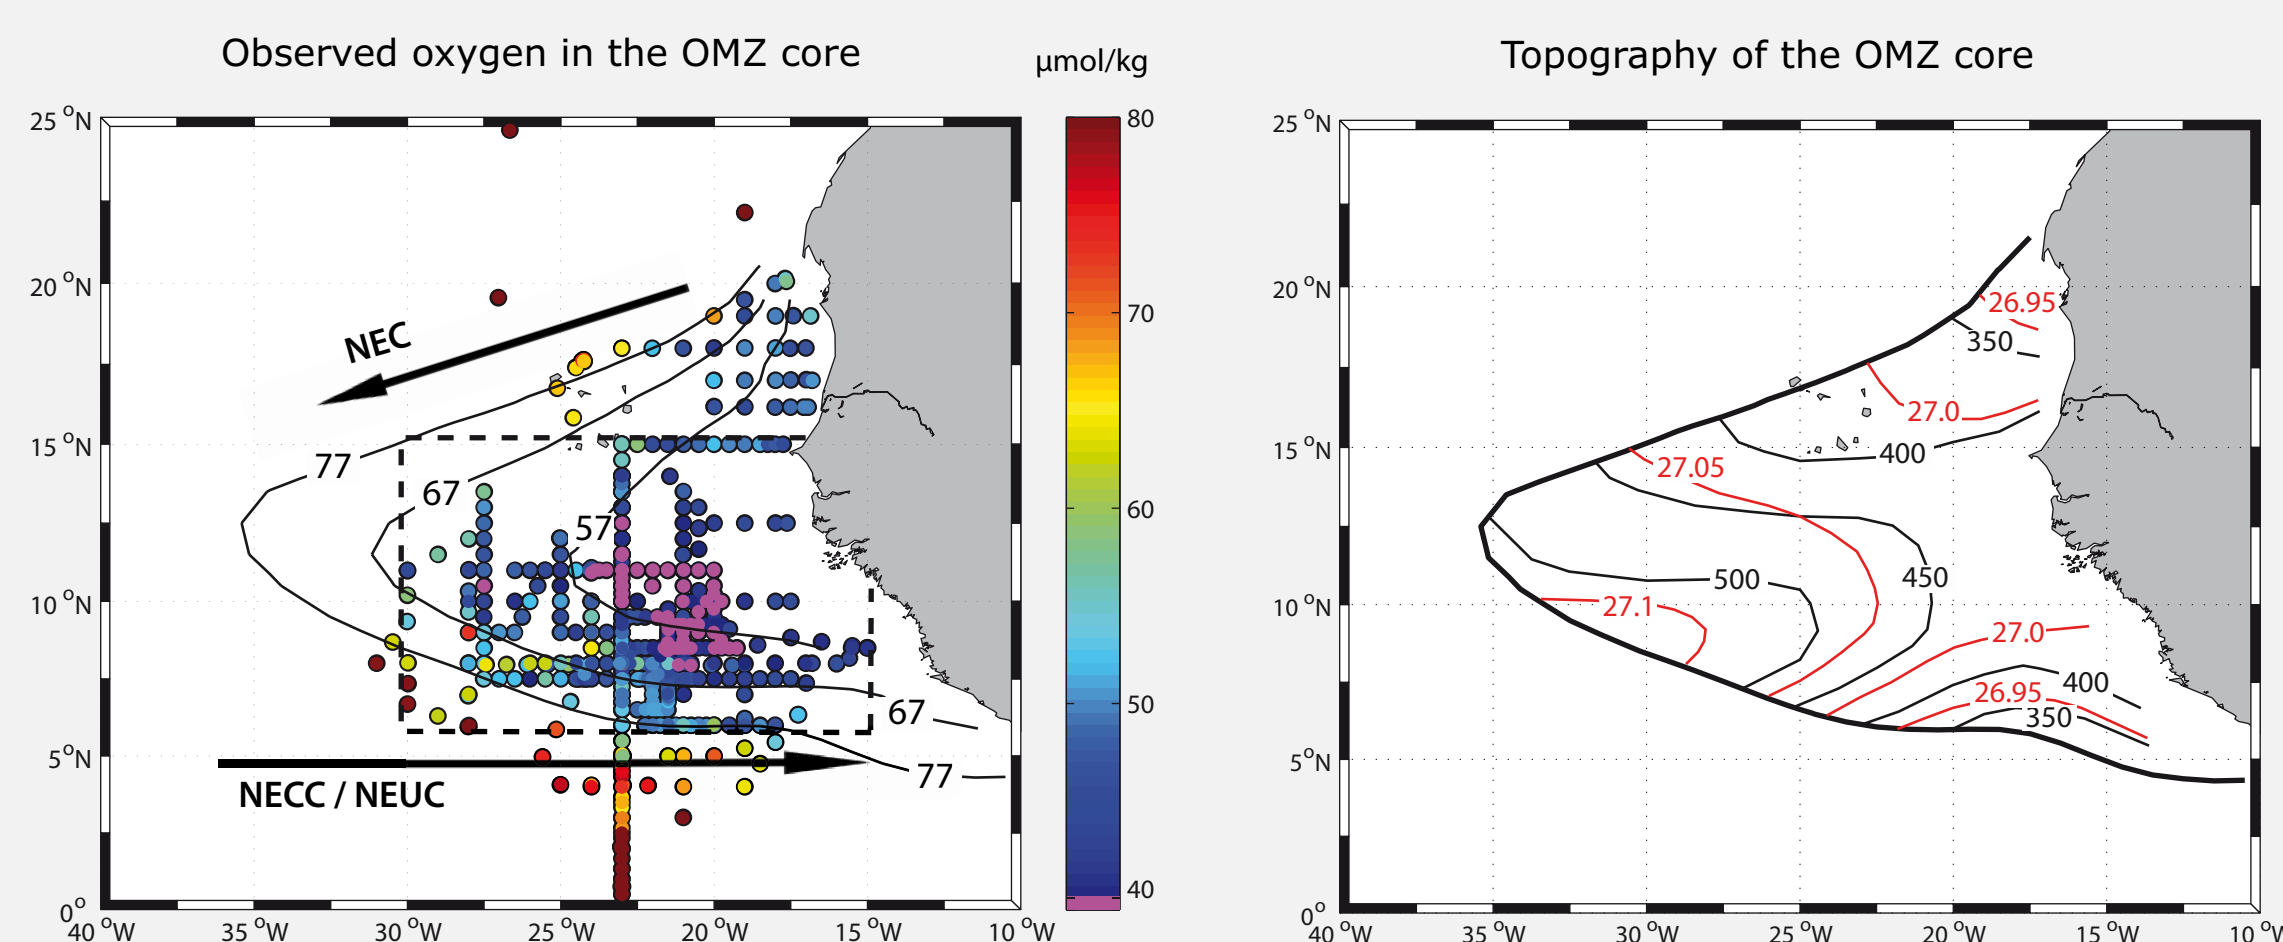 Observed oxygen in the OMZ core
µmol/kg
25 °N
20 °N
15 °N
10 °N
5 °N
0°
40 °W
35 °W
30 °W
25 °W
20 °W
15 °W
10 °W
NEC
77
67
57
67
77
NECC / NEUC
80
70
60
50
40
Topography of the OMZ core
25 °N
20 °N
15 °N
10 °N
5 °N
0°
40 °W
35 °W
30 °W
25 °W
20 °W
15 °W
10 °W
26.95
350
27.0
400
27.05
500
450
27.1
27.0
400
26.95
350